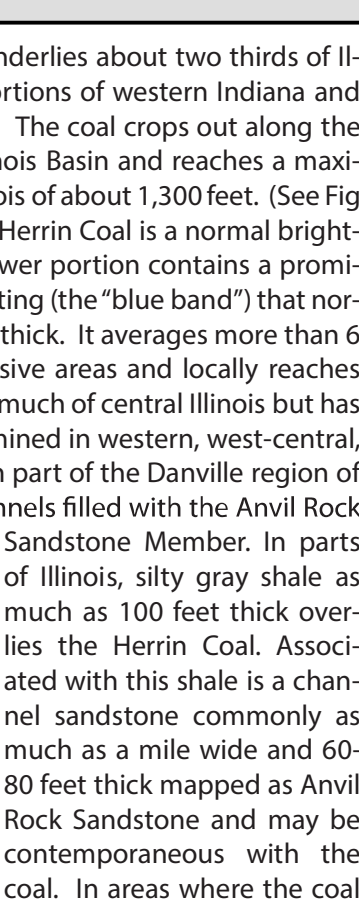 nderlies about two thirds of Il-
ortions of western Indiana and
The coal crops out along the
nois Basin and reaches a maxi-
ois of about 1,300 feet. (See Fig
Herrin Coal is a normal bright-
wer portion contains a promi-
ting (the “blue band”) that nor-
thick. It averages more than 6
sive areas and locally reaches
much of central Illinois but has
mined in western, west-central,
n part of the Danville region of
nnels filled with the Anvil Rock
Sandstone Member. In parts
of Illinois, silty gray shale as
much as 100 feet thick over-
lies the Herrin Coal. Associ-
ated with this shale is a chan-
nel sandstone commonly as
much as a mile wide and 60-
80 feet thick mapped as Anvil
Rock Sandstone and may be
contemporaneous with the
coal. In areas where the coal